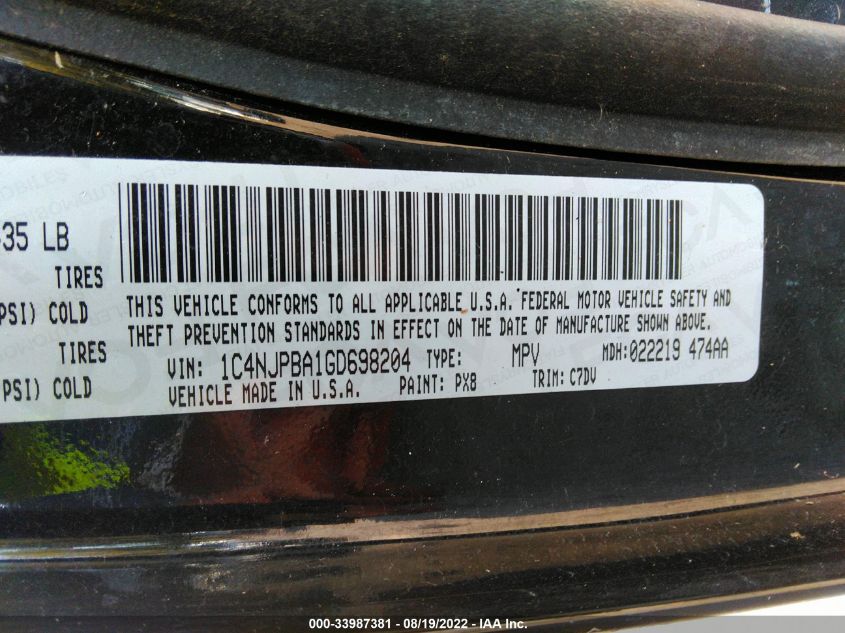 35 LB
TIRES
PSI) COLD
TIRES
PSI) COLD
THIS VEHICLE CONFORMS TO ALL APPLICABLE U.S.A. FEDERAL MOTOR VEHICLE SAFETY AND
THEFT PREVENTION STANDARDS IN EFFECT ON THE DATE OF MANUFACTURE SHOWN ABOVE.
VIN: 1C4NJPBA1GD698204 TYPE: MPV MDH: 022219 474AA
VEHICLE MADE IN U.S.A. PAINT: PX8 TRIM: C7DV
000-33987381 - 08/19/2022 - IAA Inc.